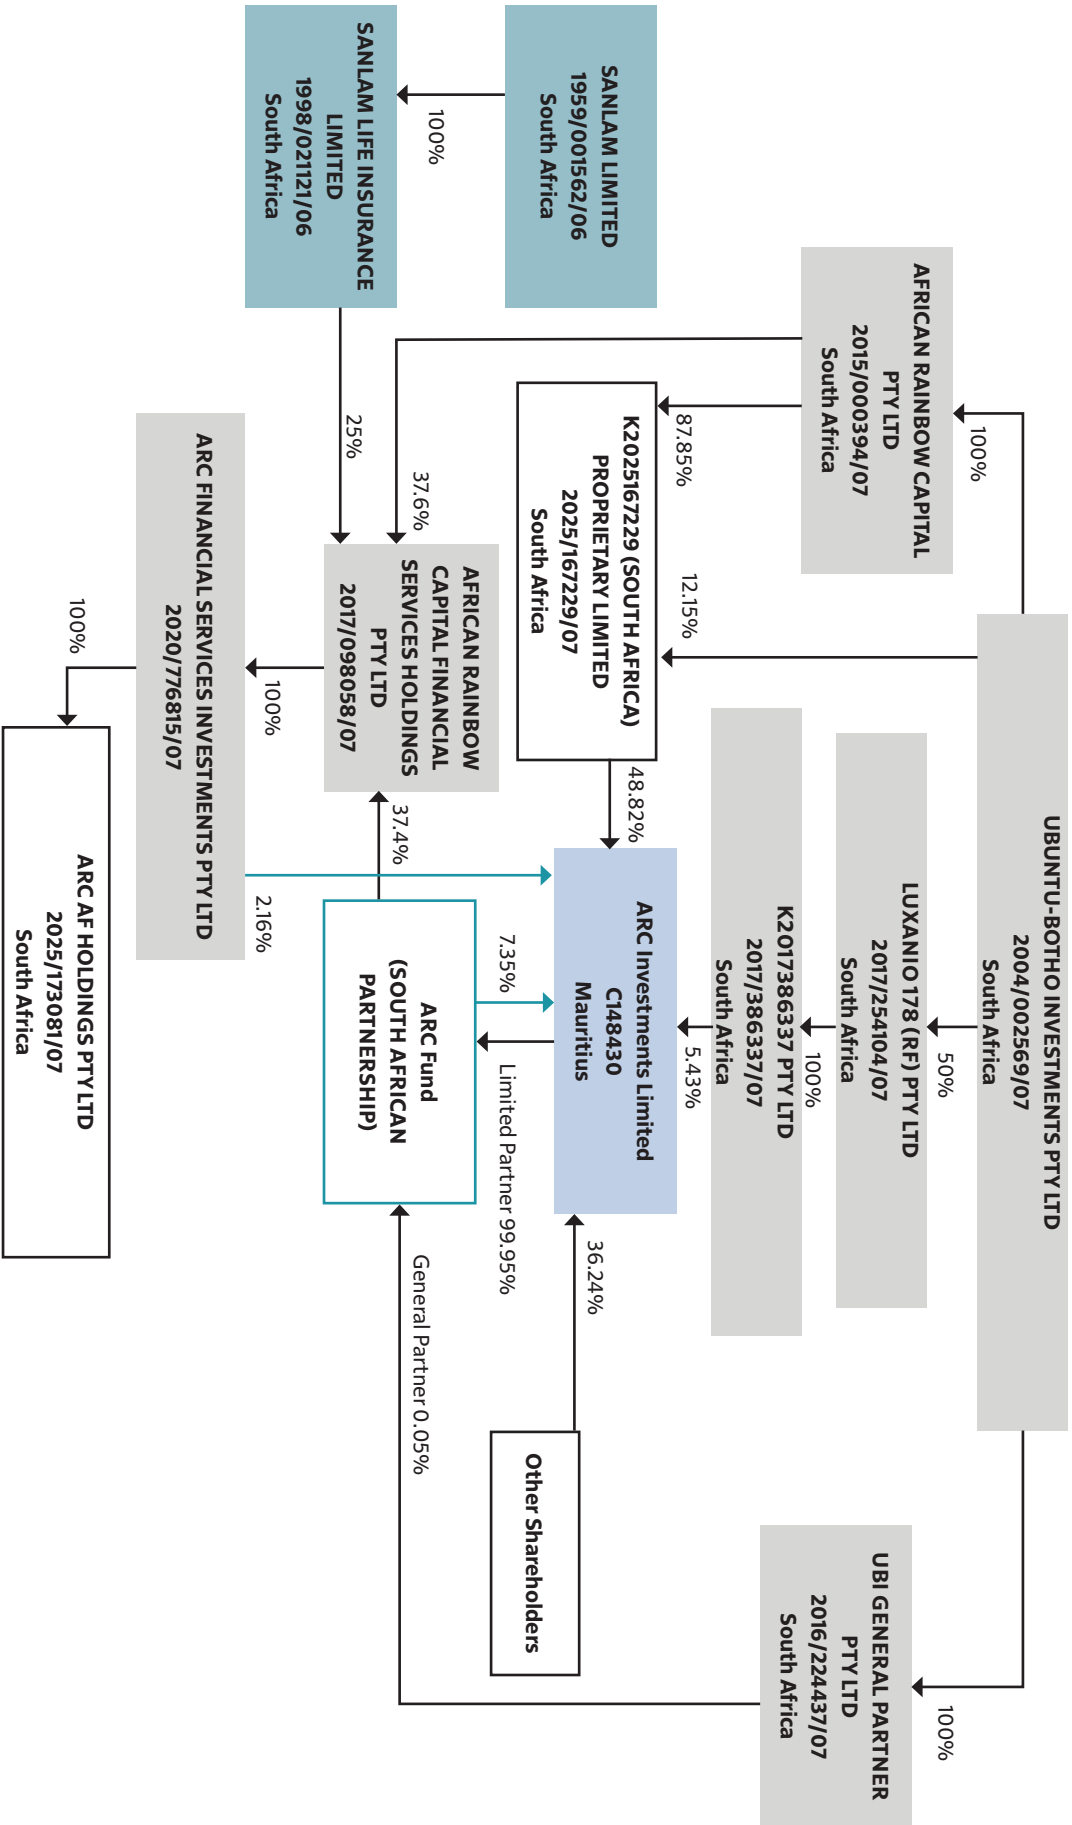 UBUNTU-BOTHO INVESTMENTS PTY LTD
2004/002569/07
South Africa
100%
50%
100%
AFRICAN RAINBOW CAPITAL
PTY LTD
2015/000394/07
South Africa
LUXANIO 178 (RF) PTY LTD
2017/254104/07
South Africa
UBI GENERAL PARTNER
PTY LTD
2016/224437/07
South Africa
100%
K2017386337 PTY LTD
2017/386337/07
South Africa
87.85%
12.15%
5.43%
SANLAM LIMITED
1959/001562/06
South Africa
K2025167229 (SOUTH AFRICA)
PROPRIETARY LIMITED
2025/167229/07
South Africa
48.82%
ARC Investments Limited
C148430
Mauritius
36.24%
Other Shareholders
100%
37.6%
7.35%
Limited Partner 99.95%
General Partner 0.05%
SANLAM LIFE INSURANCE
LIMITED
1998/021121/06
South Africa
25%
AFRICAN RAINBOW
CAPITAL FINANCIAL
SERVICES HOLDINGS
PTY LTD
2017/098058/07
37.4%
ARC Fund
(SOUTH AFRICAN
PARTNERSHIP)
100%
2.16%
ARC FINANCIAL SERVICES INVESTMENTS PTY LTD
2020/776815/07
100%
ARC AF HOLDINGS PTY LTD
2025/173081/07
South Africa